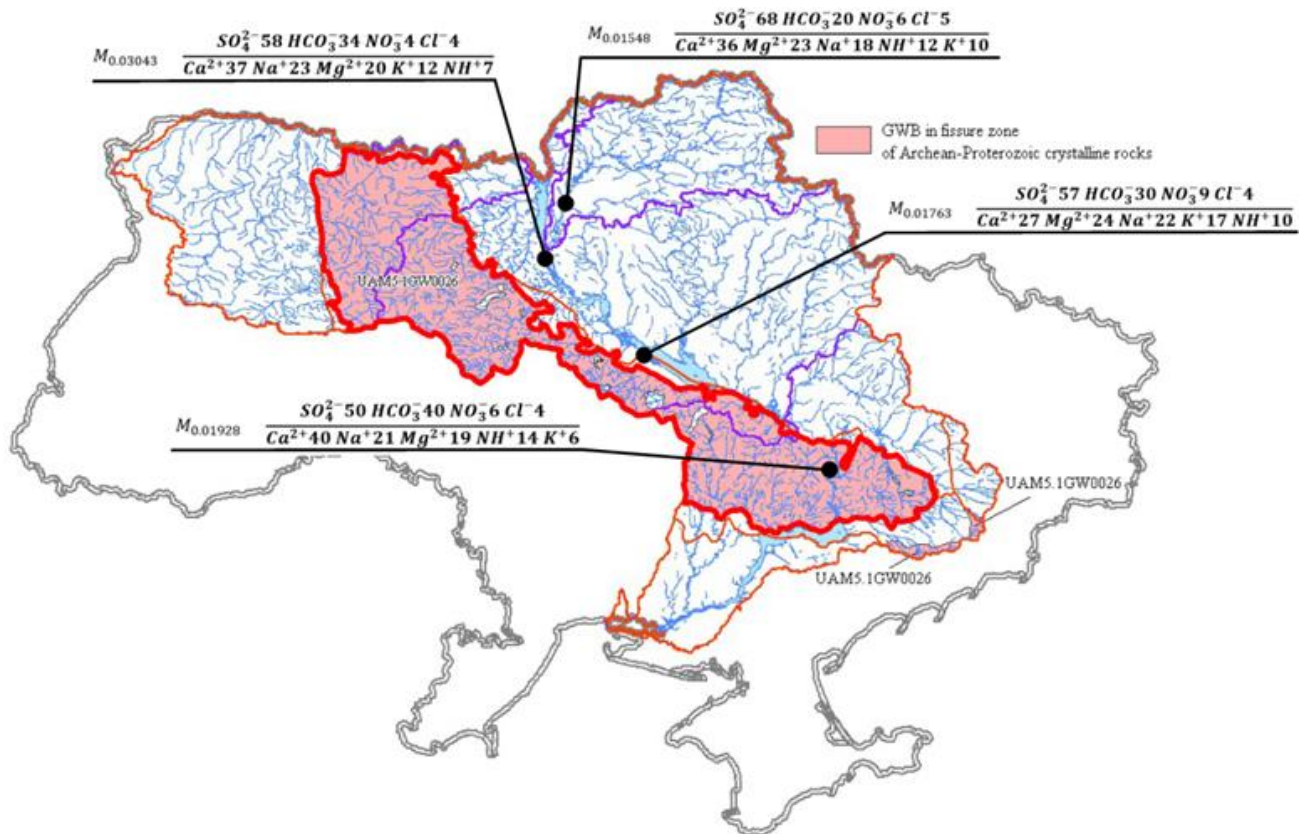 SO₄²⁻68 HCO₃⁻20 NO₃⁻6 Cl⁻5
M₀.₀₁₅₄₈
Ca²⁺36 Mg²⁺23 Na⁺18 NH⁺12 K⁺10
SO₄²⁻58 HCO₃⁻34 NO₃⁻4 Cl⁻4
M₀.₀₃₀₄₃
Ca²⁺37 Na⁺23 Mg²⁺20 K⁺12 NH⁺7
GWB in fissure zone
of Archean-Proterozoic crystalline rocks
SO₄²⁻57 HCO₃⁻30 NO₃⁻9 Cl⁻4
M₀.₀₁₇₆₃
Ca²⁺27 Mg²⁺24 Na⁺22 K⁺17 NH⁺10
UAM5.1GW0026
SO₄²⁻50 HCO₃⁻40 NO₃⁻6 Cl⁻4
M₀.₀₁₉₂₈
Ca²⁺40 Na⁺21 Mg²⁺19 NH⁺14 K⁺6
UAM5.1GW0026
UAM5.1GW0026